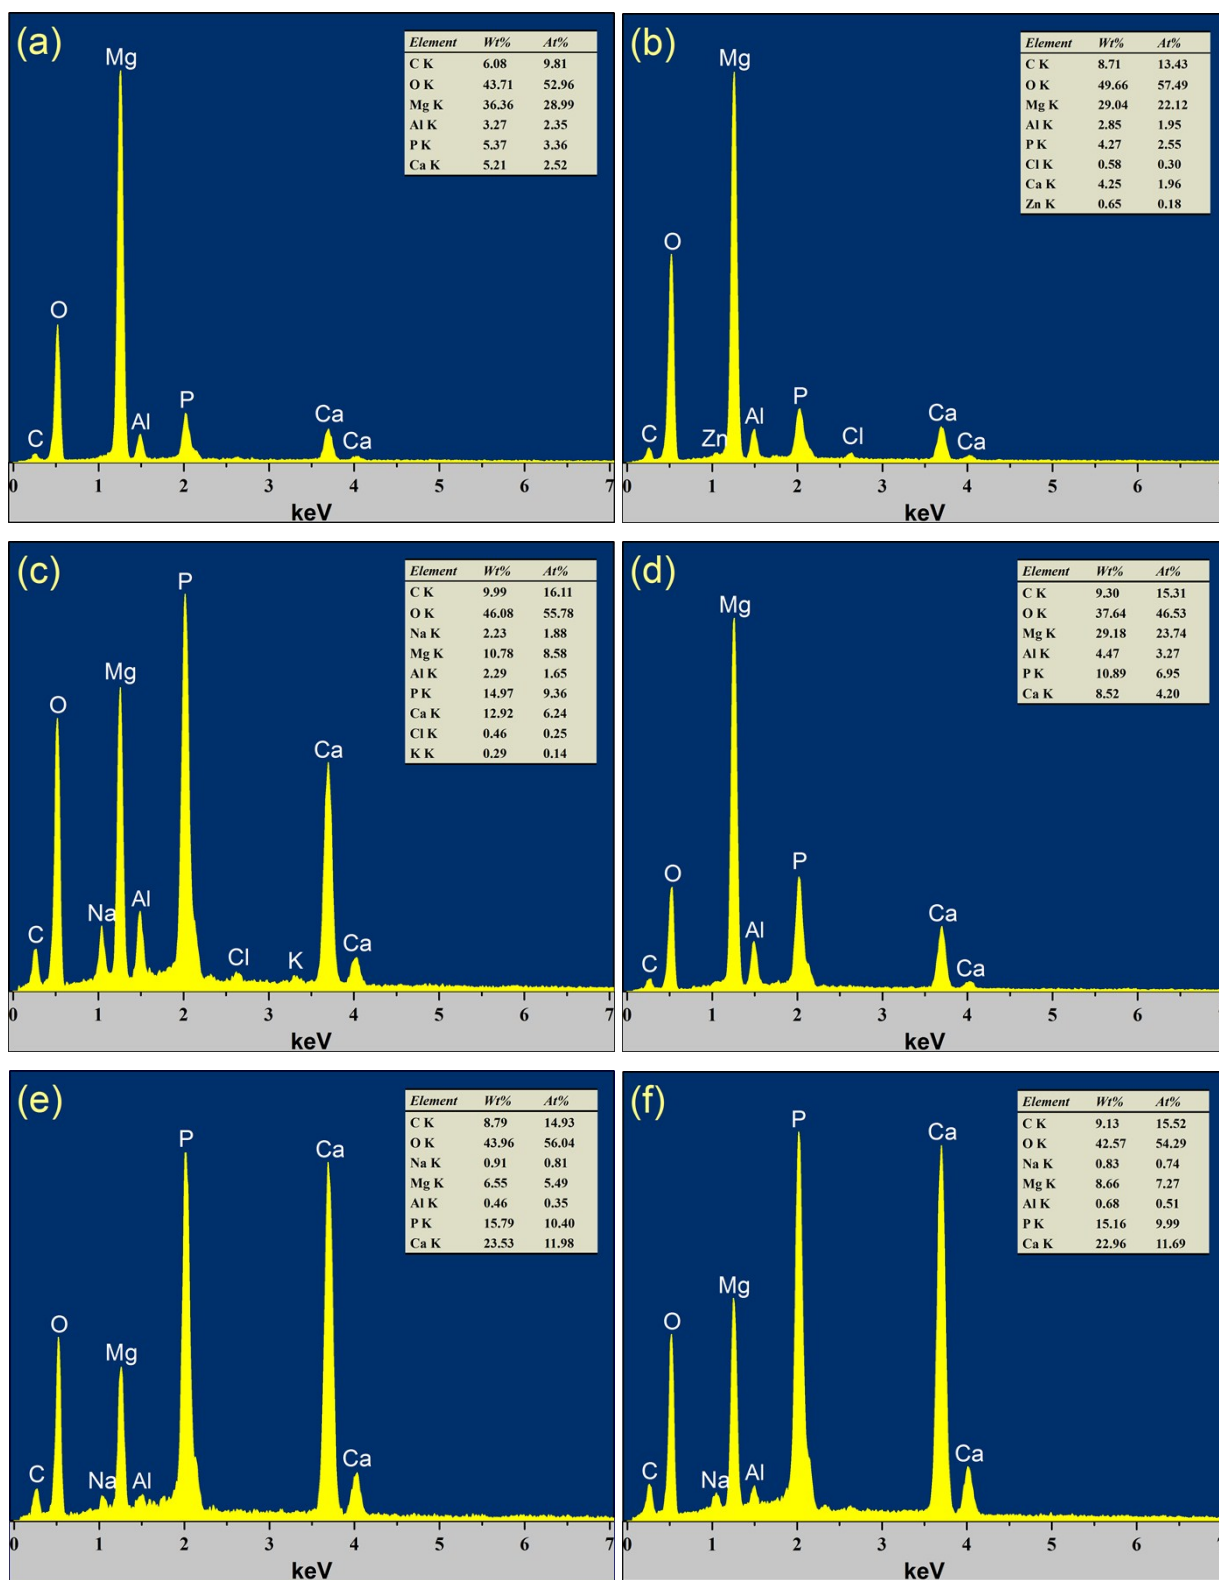 (a)
Element Wt% At%
C K 6.08 9.81
O K 43.71 52.96
Mg K 36.36 28.99
Al K 3.27 2.35
P K 5.37 3.36
Ca K 5.21 2.52
Mg
O
C
Al
P
Ca
Ca
0 1 2 3 4 5 6 7
keV
(b)
Element Wt% At%
C K 8.71 13.43
O K 49.66 57.49
Mg K 29.04 22.12
Al K 2.85 1.95
P K 4.27 2.55
Cl K 0.58 0.30
Ca K 4.25 1.96
Zn K 0.65 0.18
Mg
O
C
Zn
Al
P
Cl
Ca
Ca
0 1 2 3 4 5 6
keV
(c)
Element Wt% At%
C K 9.99 16.11
O K 46.08 55.78
Na K 2.23 1.88
Mg K 10.78 8.58
Al K 2.29 1.65
P K 14.97 9.36
Ca K 12.92 6.24
Cl K 0.46 0.25
K K 0.29 0.14
P
Mg
O
C
Na
Al
Cl
K
Ca
Ca
0 1 2 3 4 5 6 7
keV
(d)
Element Wt% At%
C K 9.30 15.31
O K 37.64 46.53
Mg K 29.18 23.74
Al K 4.47 3.27
P K 10.89 6.95
Ca K 8.52 4.20
Mg
O
C
Al
P
Ca
Ca
0 1 2 3 4 5 6
keV
(e)
Element Wt% At%
C K 8.79 14.93
O K 43.96 56.04
Na K 0.91 0.81
Mg K 6.55 5.49
Al K 0.46 0.35
P K 15.79 10.40
Ca K 23.53 11.98
P
Ca
O
Mg
C
Na
Al
Ca
0 1 2 3 4 5 6 7
keV
(f)
Element Wt% At%
C K 9.13 15.52
O K 42.57 54.29
Na K 0.83 0.74
Mg K 8.66 7.27
Al K 0.68 0.51
P K 15.16 9.99
Ca K 22.96 11.69
P
Ca
Mg
O
C
Na
Al
Ca
0 1 2 3 4 5 6
keV